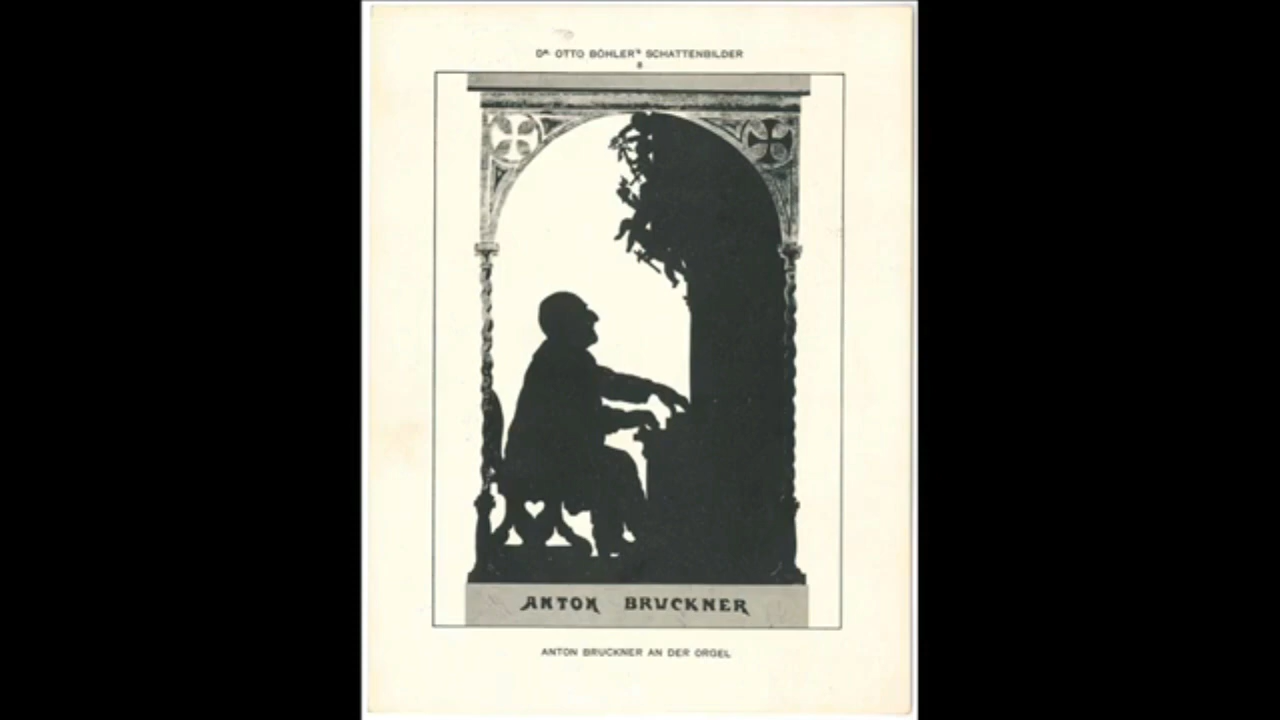 DR. OTTO BÖHLER'S SCHATTENBILDER
8
ANTON BRUCKNER
ANTON BRUCKNER AN DER ORGEL